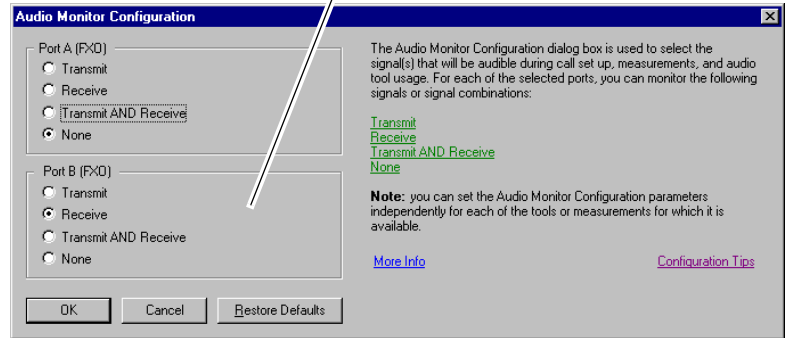 Audio Monitor Configuration
Port A (FXO)
Transmit
Receive
Transmit AND Receive
None
Port B (FXO)
Transmit
Receive
Transmit AND Receive
None
OK Cancel Restore Defaults
The Audio Monitor Configuration dialog box is used to select the
signal(s) that will be audible during call set up, measurements, and audio
tool usage. For each of the selected ports, you can monitor the following
signals or signal combinations:
Transmit
Receive
Transmit AND Receive
None
Note: you can set the Audio Monitor Configuration parameters
independently for each of the tools or measurements for which it is
available.
More Info Configuration Tips